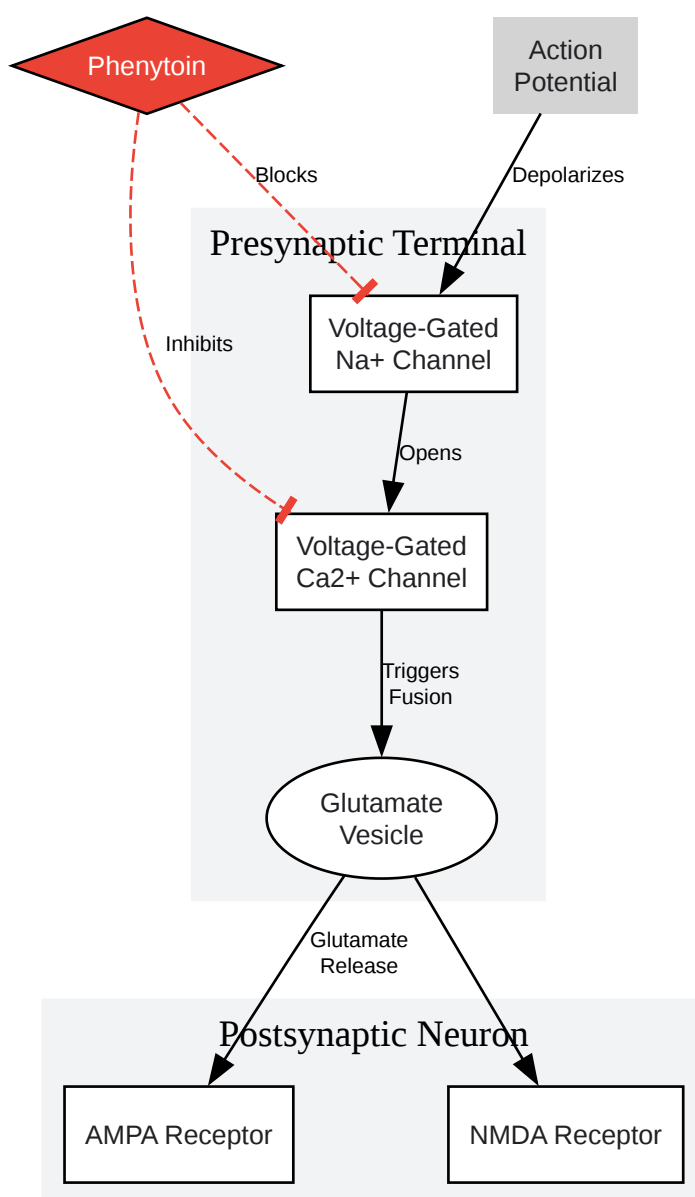 Phenytoin
Action
Potential
Blocks
Depolarizes
Presynaptic Terminal
Voltage-Gated
Na+ Channel
Inhibits
Opens
Voltage-Gated
Ca2+ Channel
Triggers
Fusion
Glutamate
Vesicle
Glutamate
Release
Postsynaptic Neuron
AMPA Receptor
NMDA Receptor